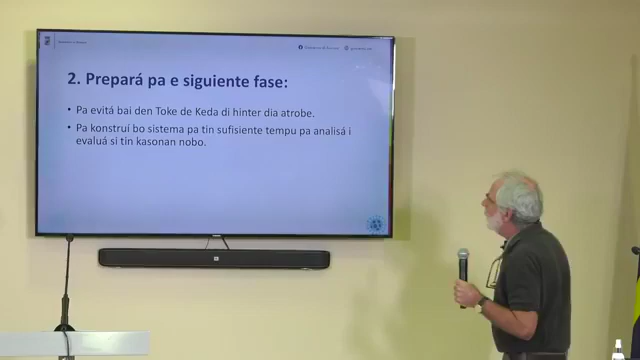 2. Prepará pa e siguiente fase:
• Pa evitá bai den Toke de Keda di hinter dia atrobe.
• Pa konstruí bo sistema pa tin sufisiente tempu pa analisá i
evaluá si tin kasonan nobo.